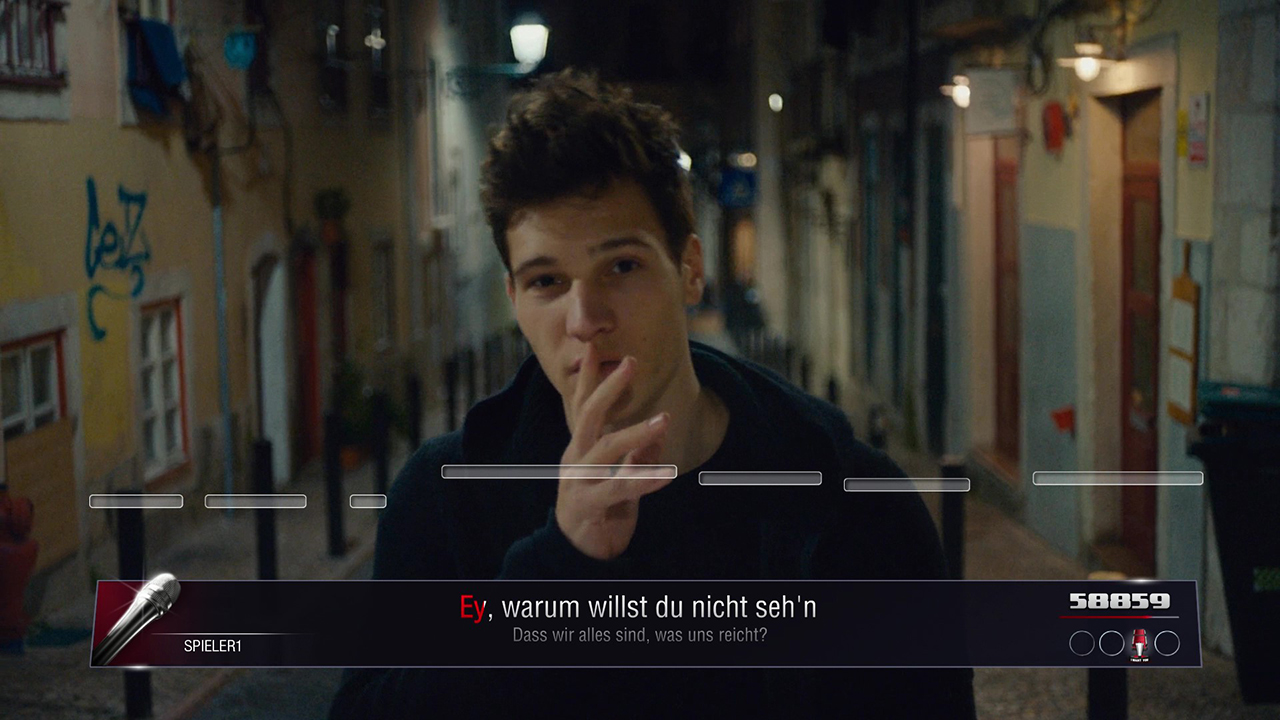 Ey, warum willst du nicht seh'n
58859
Dass wir alles sind, was uns reicht?
SPIELER1